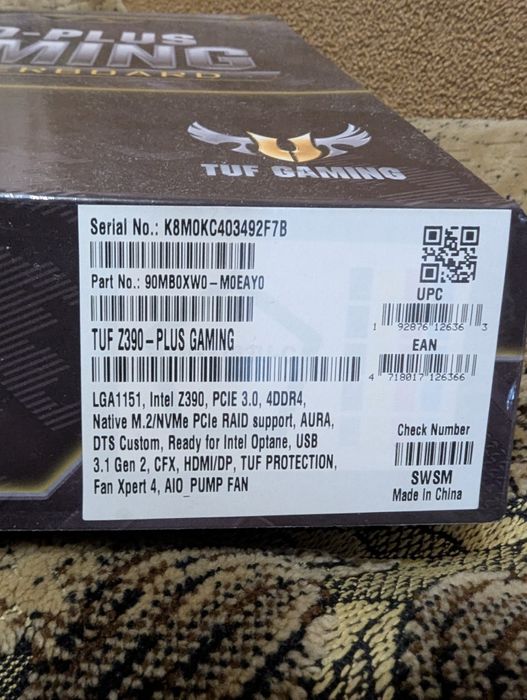 -PLUS
MING
BOARD
TUF GAMING
Serial No.: K8M0KC403492F7B
Part No.: 90MB0XW0-M0EAY0
TUF Z390-PLUS GAMING
LGA1151, Intel Z390, PCIE 3.0, 4DDR4,
Native M.2/NVMe PCIe RAID support, AURA,
DTS Custom, Ready for Intel Optane, USB
3.1 Gen 2, CFX, HDMI/DP, TUF PROTECTION,
Fan Xpert 4, AIO_PUMP FAN
UPC
1 92876 12636 3
EAN
4 718017 126366
Check Number
SWSM
Made In China